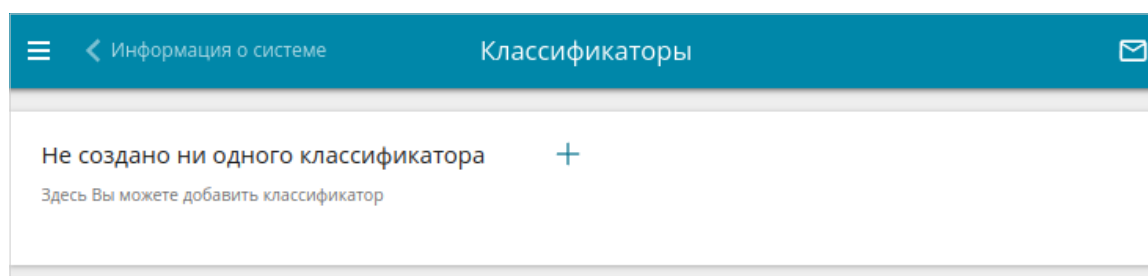 Информация о системе
Классификаторы
Не создано ни одного классификатора
Здесь Вы можете добавить классификатор